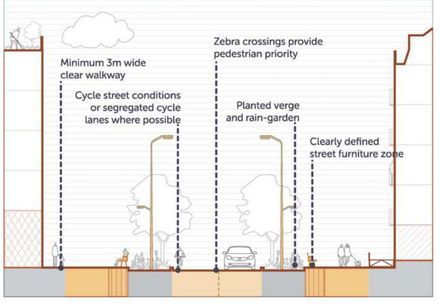 Minimum 3m wide
clear walkway
Cycle street conditions
or segregated cycle
lanes where possible
Zebra crossings provide
pedestrian priority
Planted verge
and rain-garden
Clearly defined
street furniture zone